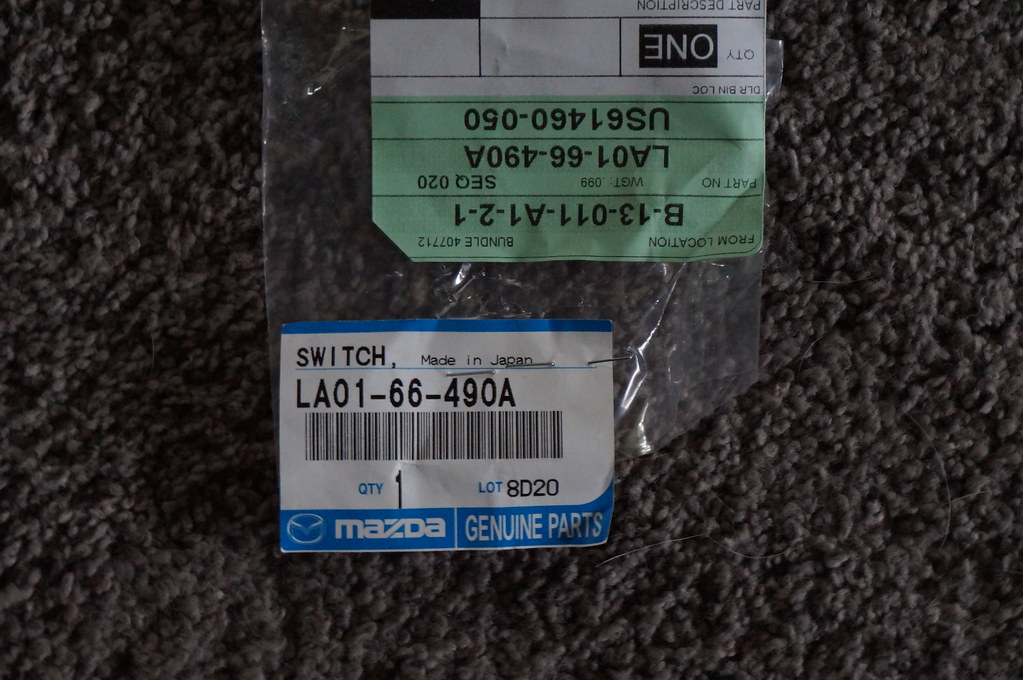 PART DESCRIPTION
QTY ONE
DLR BIN LOC
US61460-050
LA01-66-490A
PART NO WGT: .099 SEQ 020
B-13-011-A1-2-1
FROM LOCATION BUNDLE 407712
SWITCH, Made in Japan
LA01-66-490A
QTY 1 LOT 8D20
mazda GENUINE PARTS